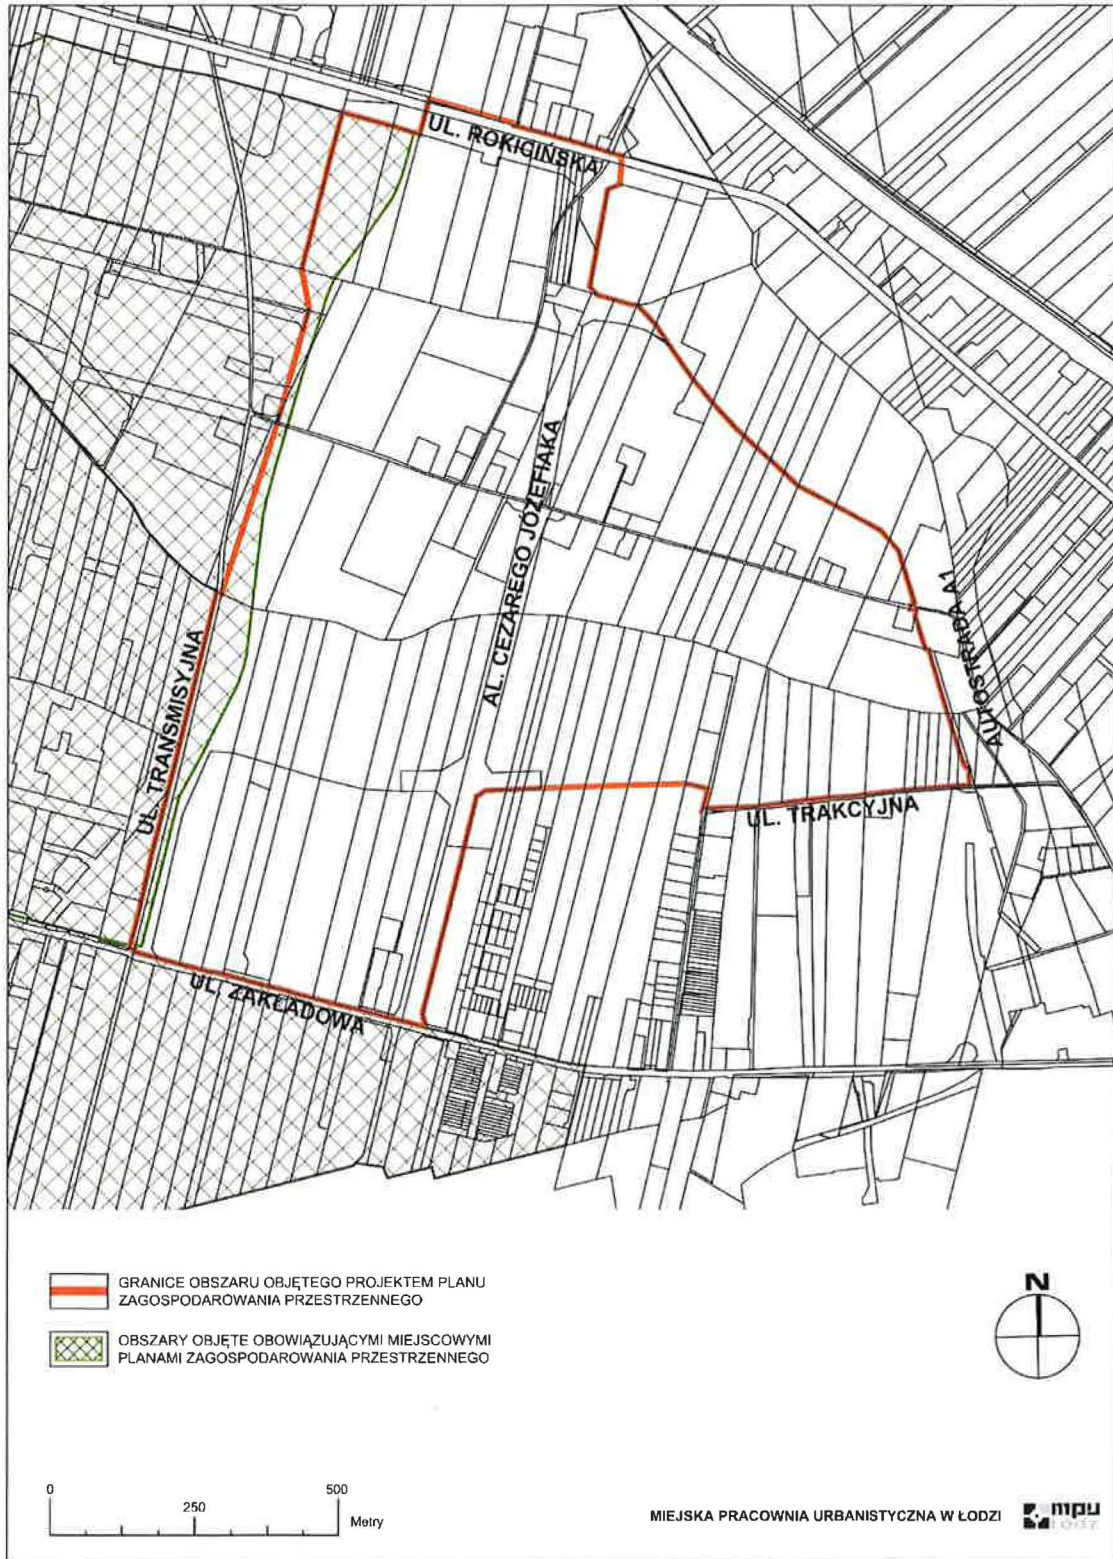 UL. ROKICIŃSKA
AL. CEZAREGO JÓZEFIAKA
AUTOSTRADA A1
UL. TRANSMISYJNA
UL. TRAKCYJNA
UL. ZAKŁADOWA
GRANICE OBSZARU OBJĘTEGO PROJEKTEM PLANU
ZAGOSPODAROWANIA PRZESTRZENNEGO
OBSZARY OBJĘTE OBOWIĄZUJĄCYMI MIEJSCOWYMI
PLANAMI ZAGOSPODAROWANIA PRZESTRZENNEGO
N
0 250 500
Metry
MIEJSKA PRACOWNIA URBANISTYCZNA W ŁODZI
mpu
Łódź